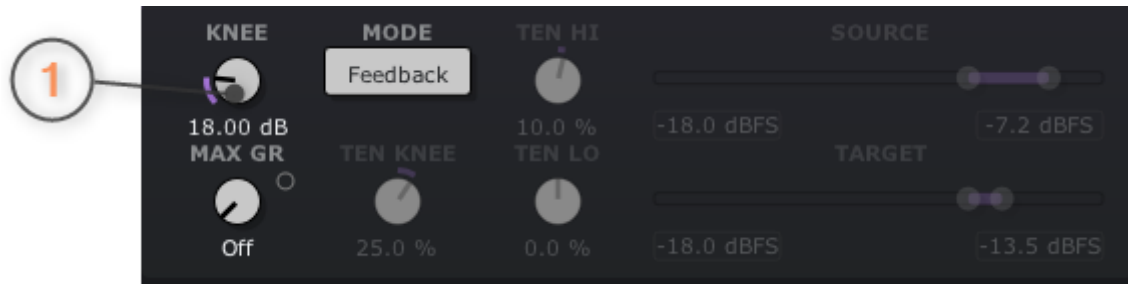 KNEE MODE TEN HI SOURCE
1
Feedback
18.00 dB 10.0 % -18.0 dBFS -7.2 dBFS
MAX GR TEN KNEE TEN LO TARGET
Off 25.0 % 0.0 % -18.0 dBFS -13.5 dBFS